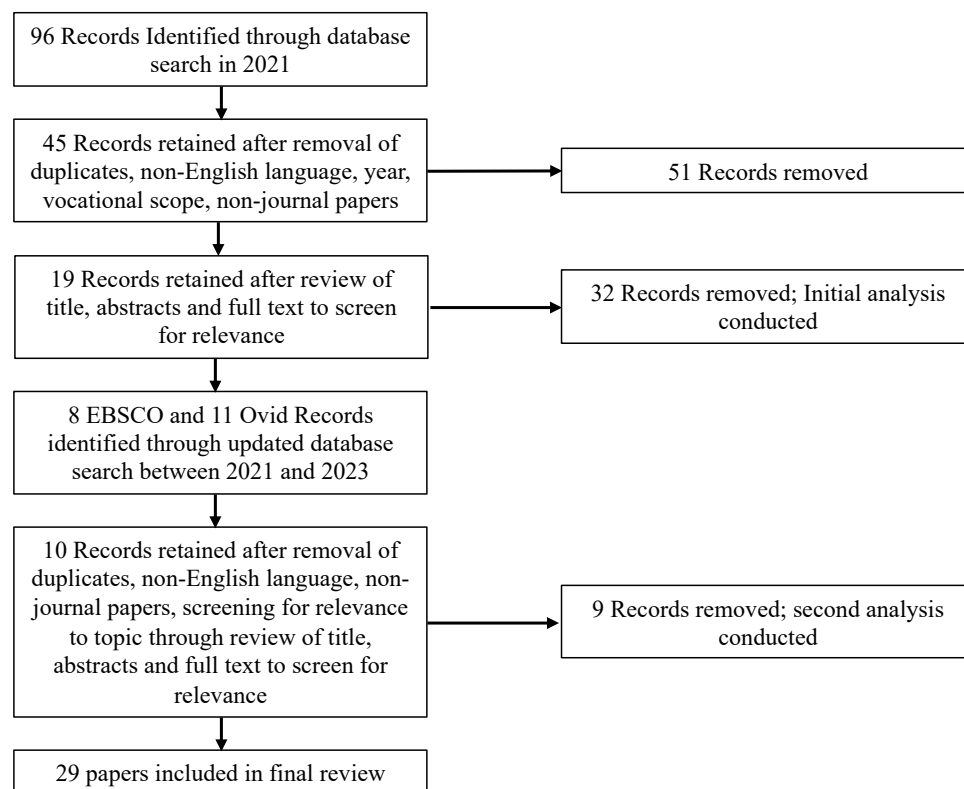 96 Records Identified through database
search in 2021
45 Records retained after removal of
duplicates, non-English language, year,
vocational scope, non-journal papers
51 Records removed
19 Records retained after review of
title, abstracts and full text to screen
for relevance
32 Records removed; Initial analysis
conducted
8 EBSCO and 11 Ovid Records
identified through updated database
search between 2021 and 2023
10 Records retained after removal of
duplicates, non-English language, non-
journal papers, screening for relevance
to topic through review of title,
abstracts and full text to screen for
relevance
9 Records removed; second analysis
conducted
29 papers included in final review